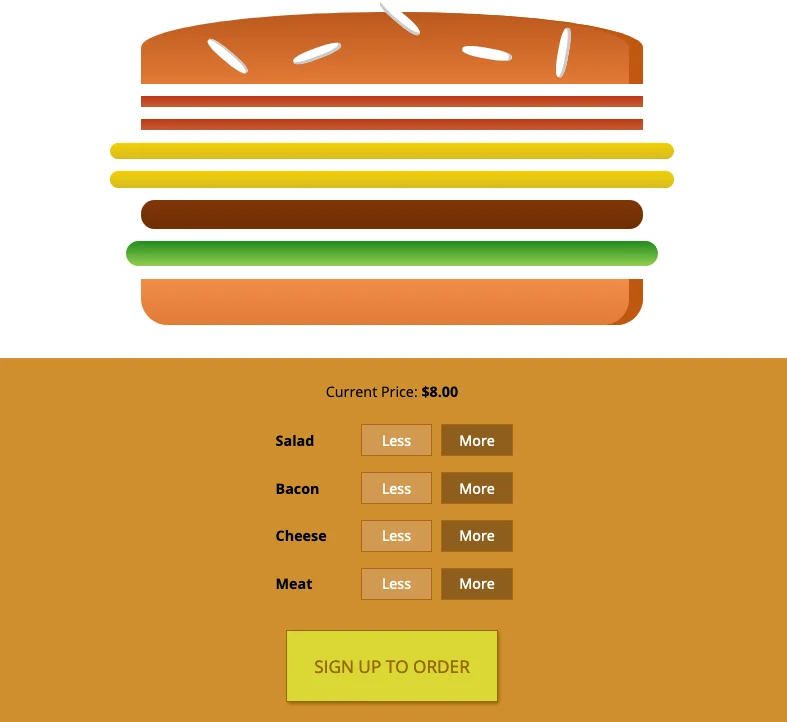 Current Price: $8.00
Salad Less More
Bacon Less More
Cheese Less More
Meat Less More
SIGN UP TO ORDER